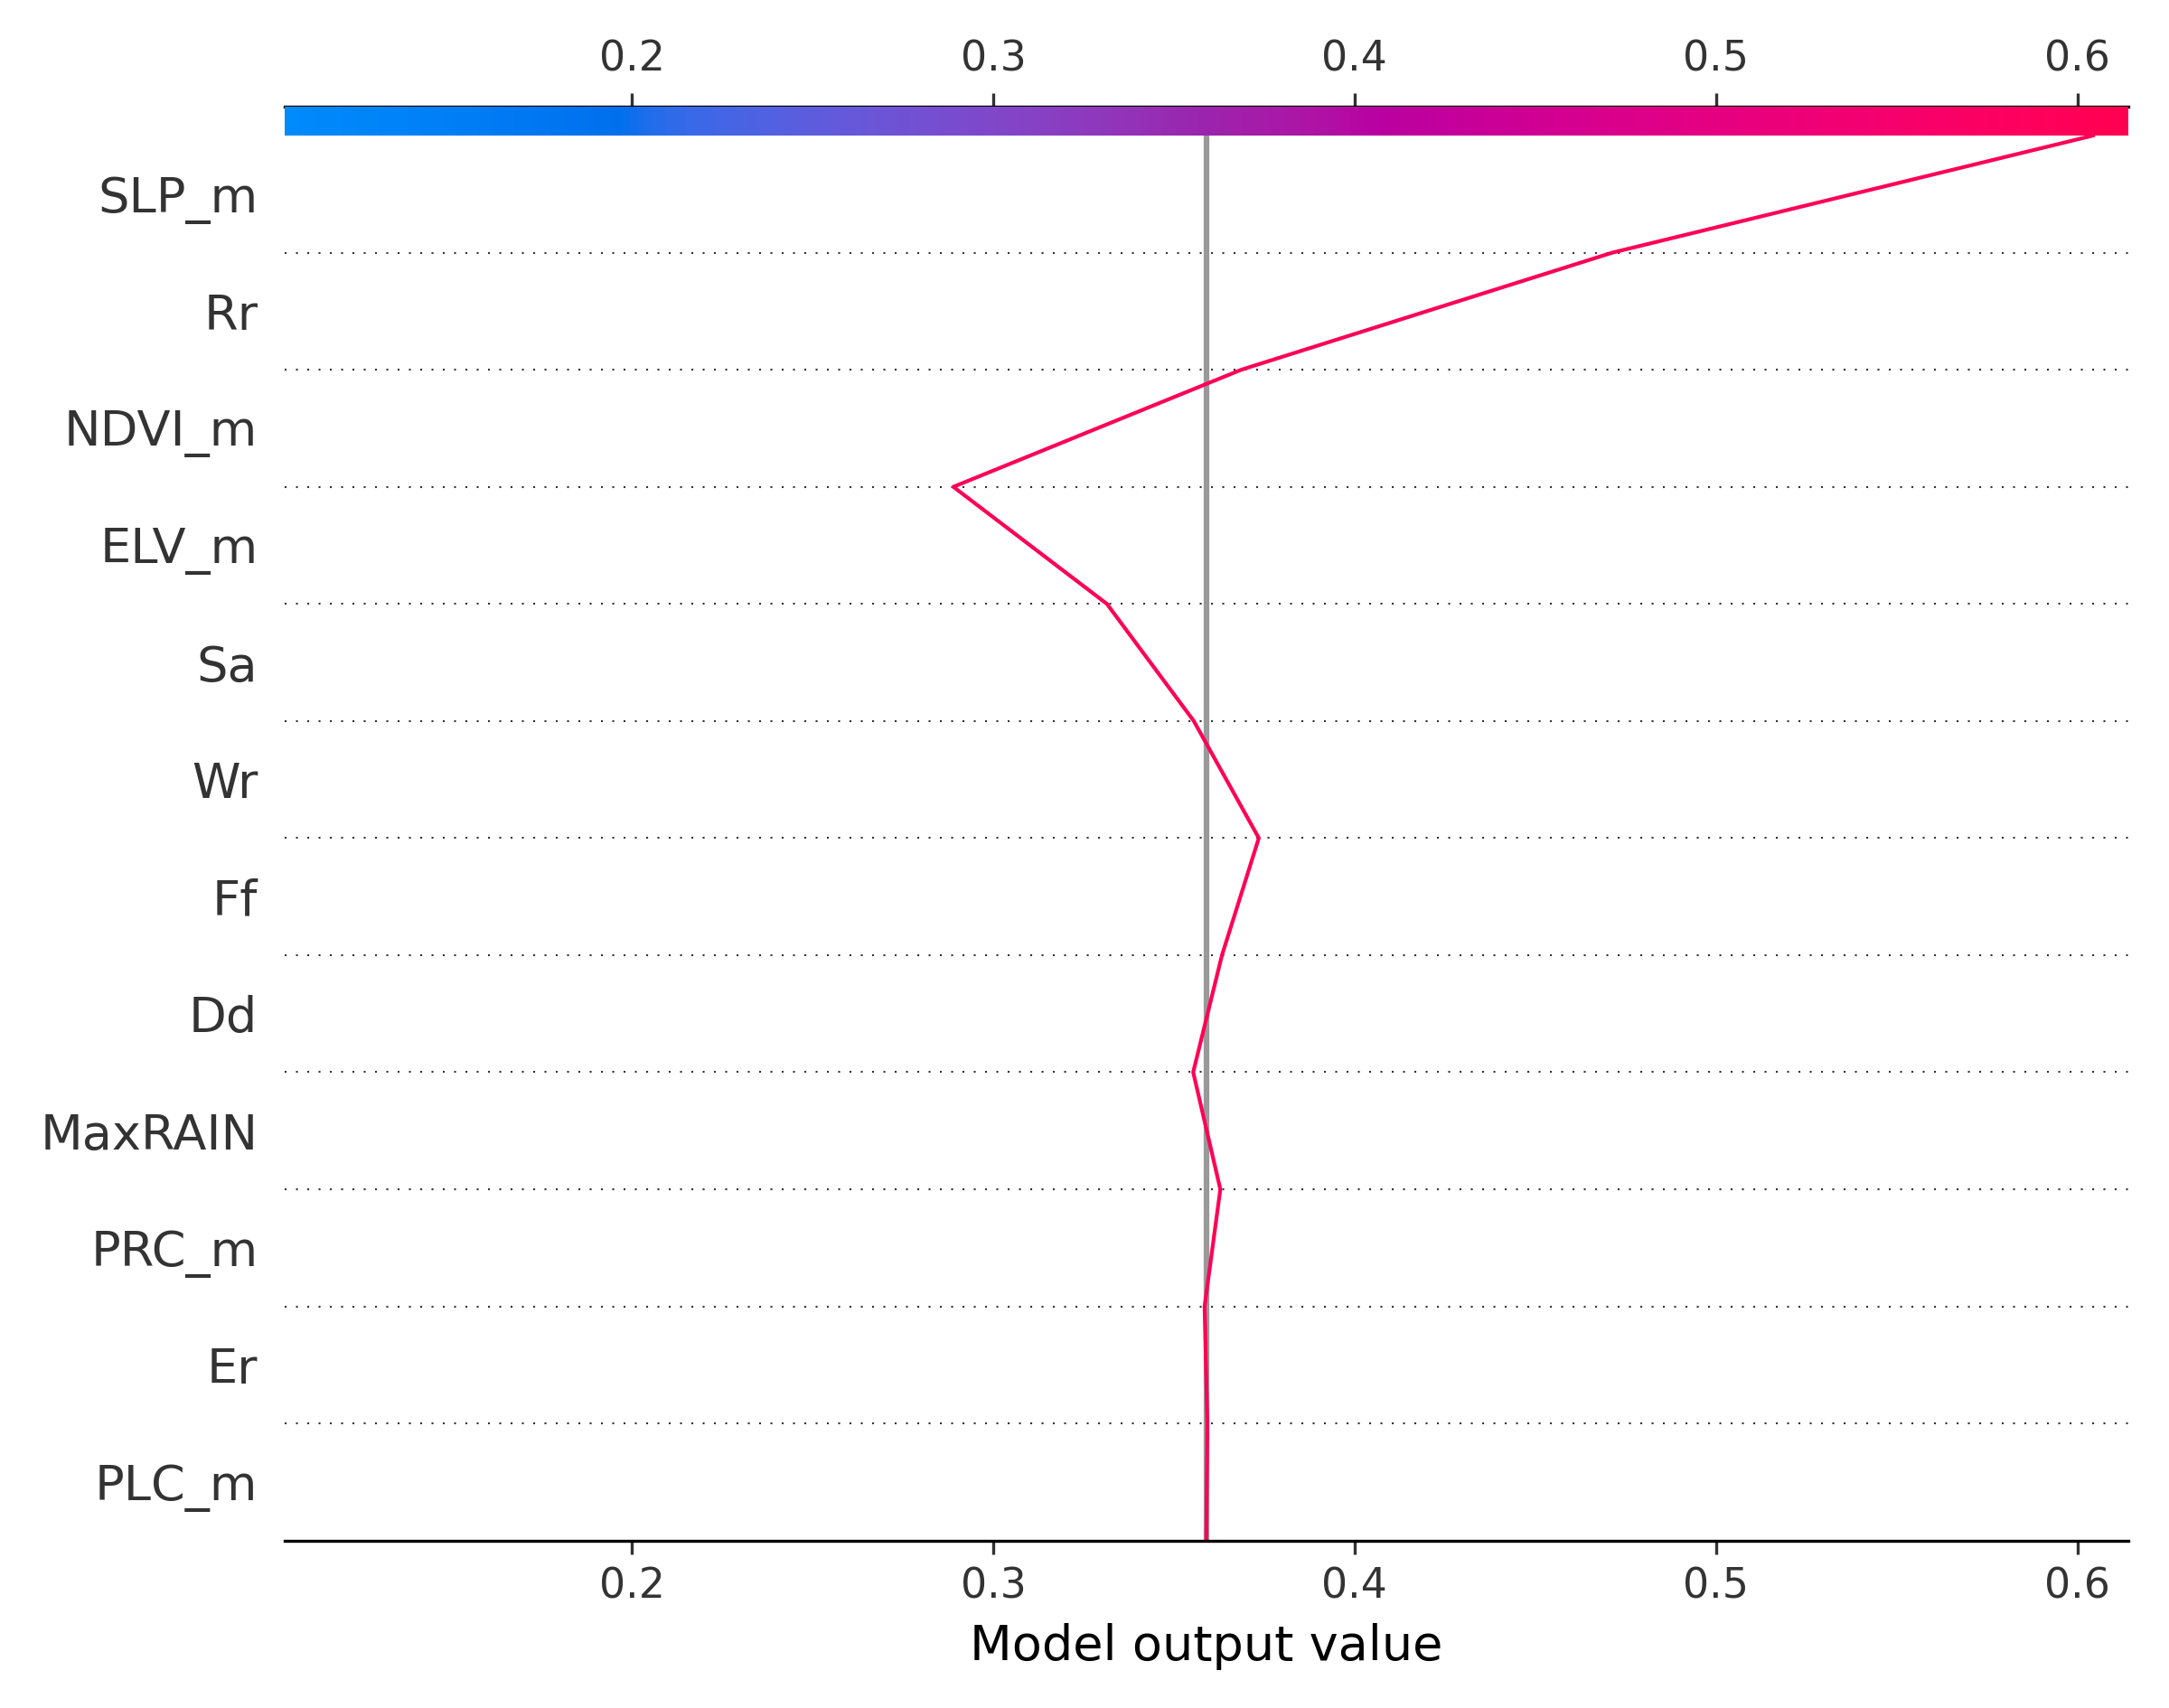 0.2 0.3 0.4 0.5 0.6
SLP_m
Rr
NDVI_m
ELV_m
Sa
Wr
Ff
Dd
MaxRAIN
PRC_m
Er
PLC_m
0.2 0.3 0.4 0.5 0.6
Model output value